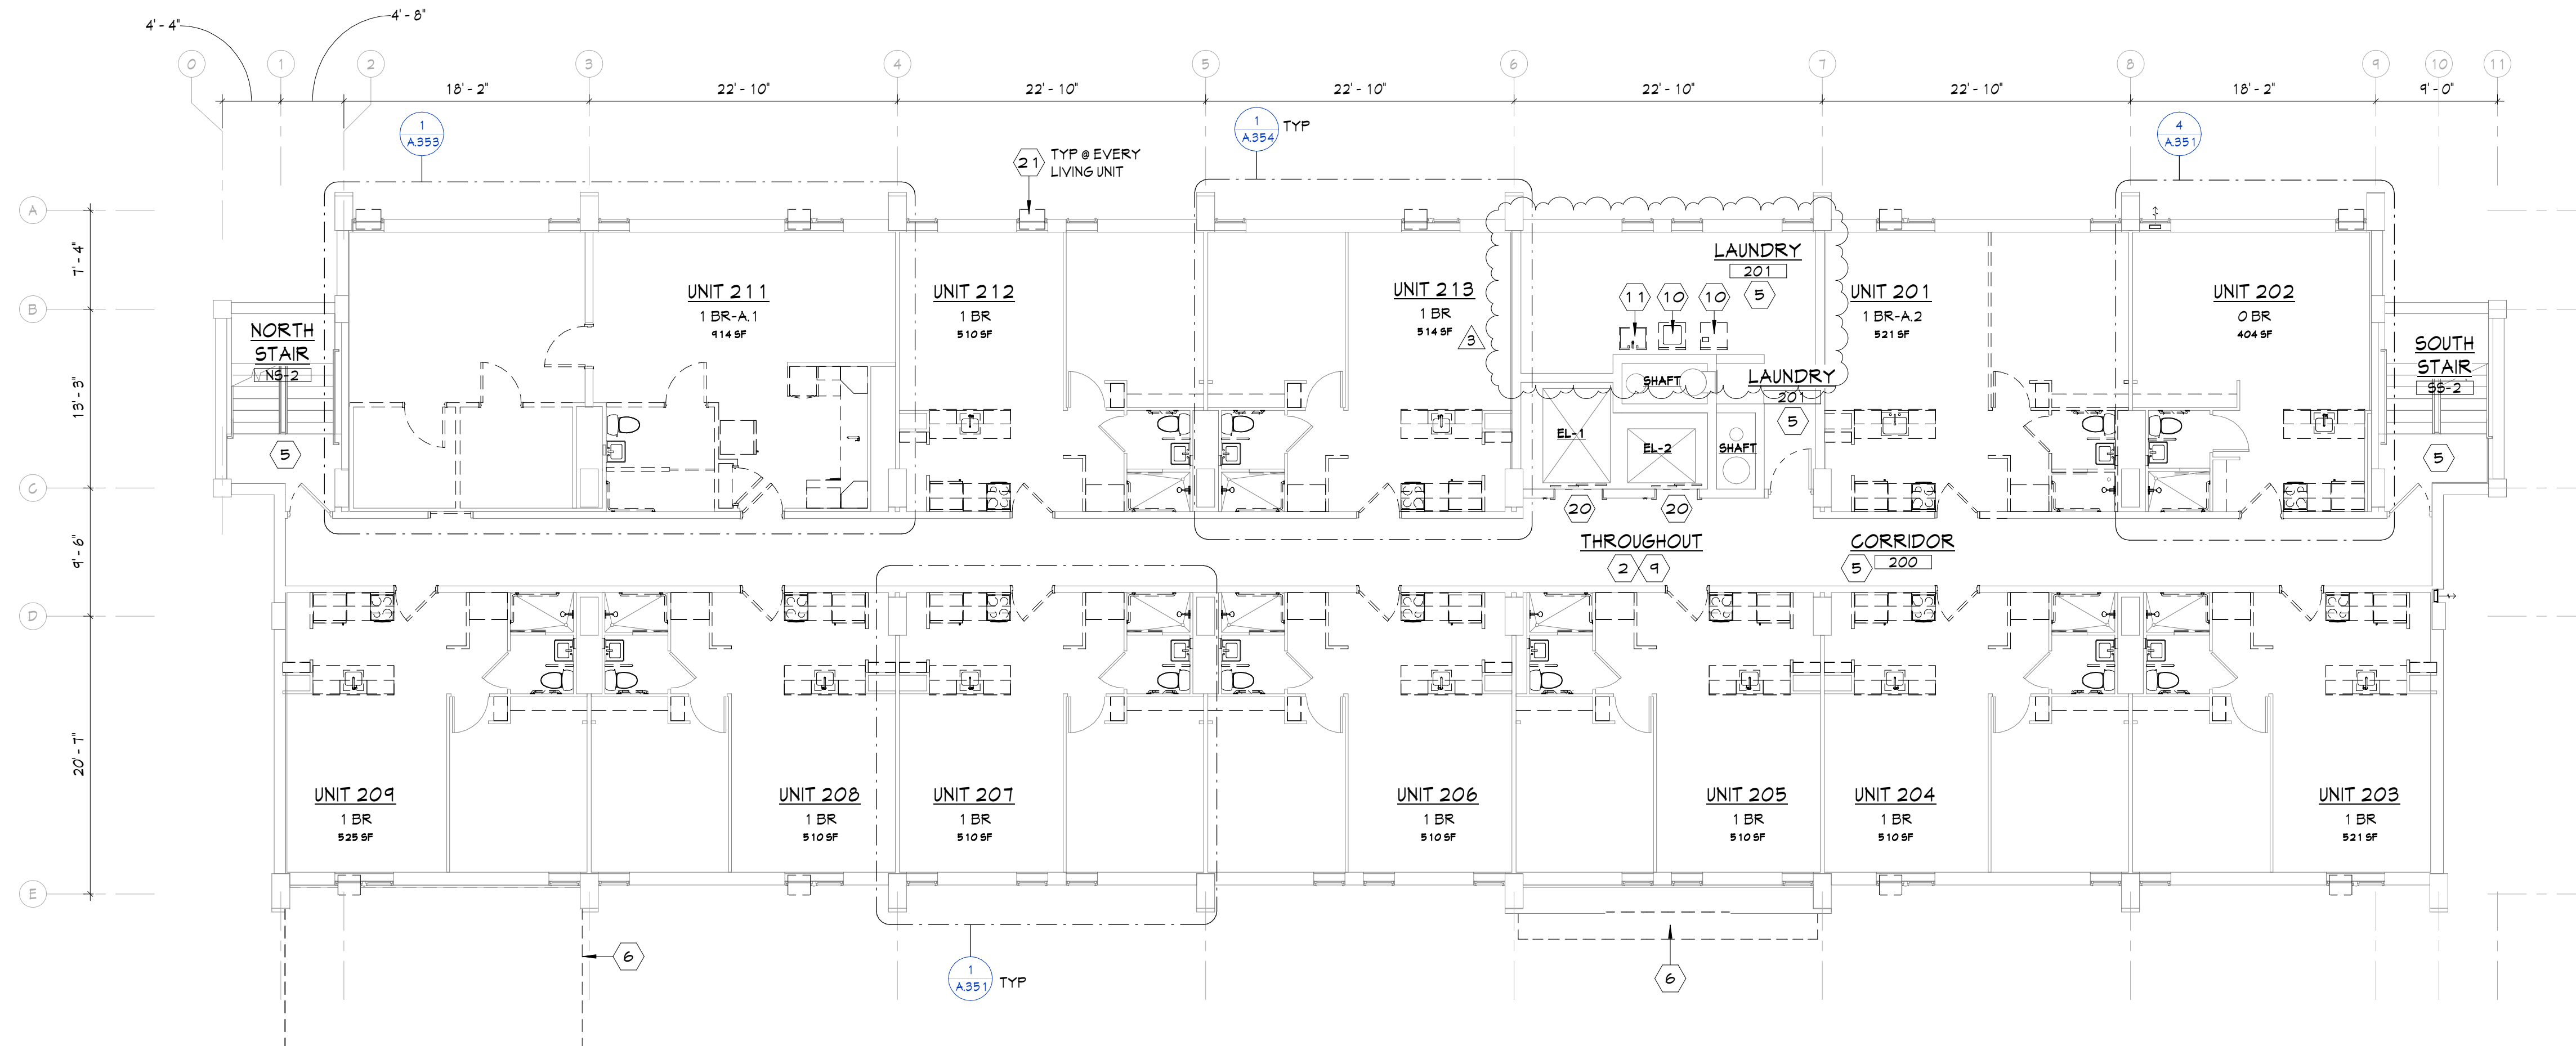 4' - 4"
4' - 8"
0
1
2
3
4
5
6
7
8
9
10
11
18' - 2"
22' - 10"
22' - 10"
22' - 10"
22' - 10"
22' - 10"
18' - 2"
9' - 0"
1
A.353
1
A.354
TYP
4
A.351
21
TYP @ EVERY
LIVING UNIT
A
B
C
D
E
7' - 4"
13' - 3"
9' - 6"
20' - 7"
NORTH
STAIR
NS-2
5
UNIT 211
1 BR-A.1
914 SF
UNIT 212
1 BR
510 SF
UNIT 213
1 BR
514 SF
3
LAUNDRY
201
5
11
10
10
SHAFT
LAUNDRY
201
5
EL-1
EL-2
SHAFT
20
20
UNIT 201
1 BR-A.2
521 SF
UNIT 202
0 BR
404 SF
SOUTH
STAIR
SS-2
5
THROUGHOUT
2
9
CORRIDOR
5
200
UNIT 209
1 BR
525 SF
UNIT 208
1 BR
510 SF
UNIT 207
1 BR
510 SF
UNIT 206
1 BR
510 SF
UNIT 205
1 BR
510 SF
UNIT 204
1 BR
510 SF
UNIT 203
1 BR
521 SF
6
1
A.351
TYP
6